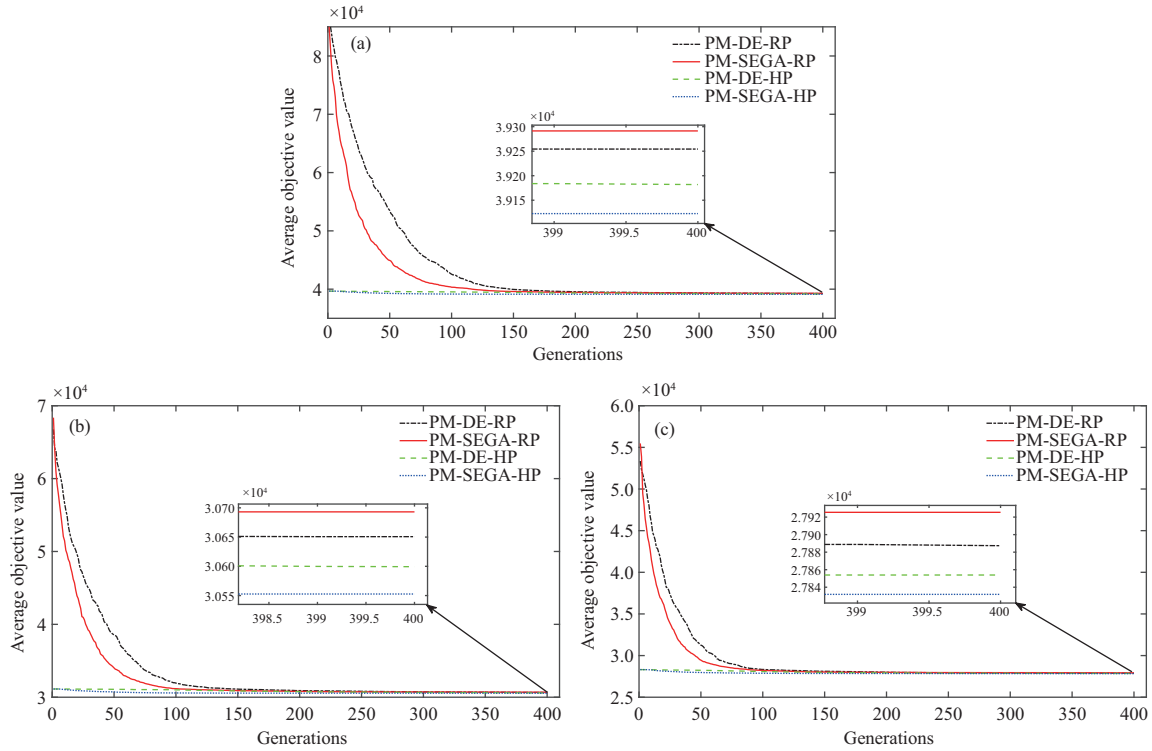 ×10⁴
(a)
PM-DE-RP
PM-SEGA-RP
PM-DE-HP
PM-SEGA-HP
8
7
6
5
4
Average objective value
×10⁴
3.930
3.925
3.920
3.915
399 399.5 400
0 50 100 150 200 250 300 350 400
Generations
×10⁴
(b)
PM-DE-RP
PM-SEGA-RP
PM-DE-HP
PM-SEGA-HP
7
6
5
4
3
Average objective value
×10⁴
3.070
3.065
3.060
3.055
398.5 399 399.5 400
0 50 100 150 200 250 300 350 400
Generations
×10⁴
(c)
PM-DE-RP
PM-SEGA-RP
PM-DE-HP
PM-SEGA-HP
6.0
5.5
5.0
4.5
4.0
3.5
3.0
2.5
Average objective value
×10⁴
2.792
2.788
2.784
399 399.5 400
0 50 100 150 200 250 300 350 400
Generations